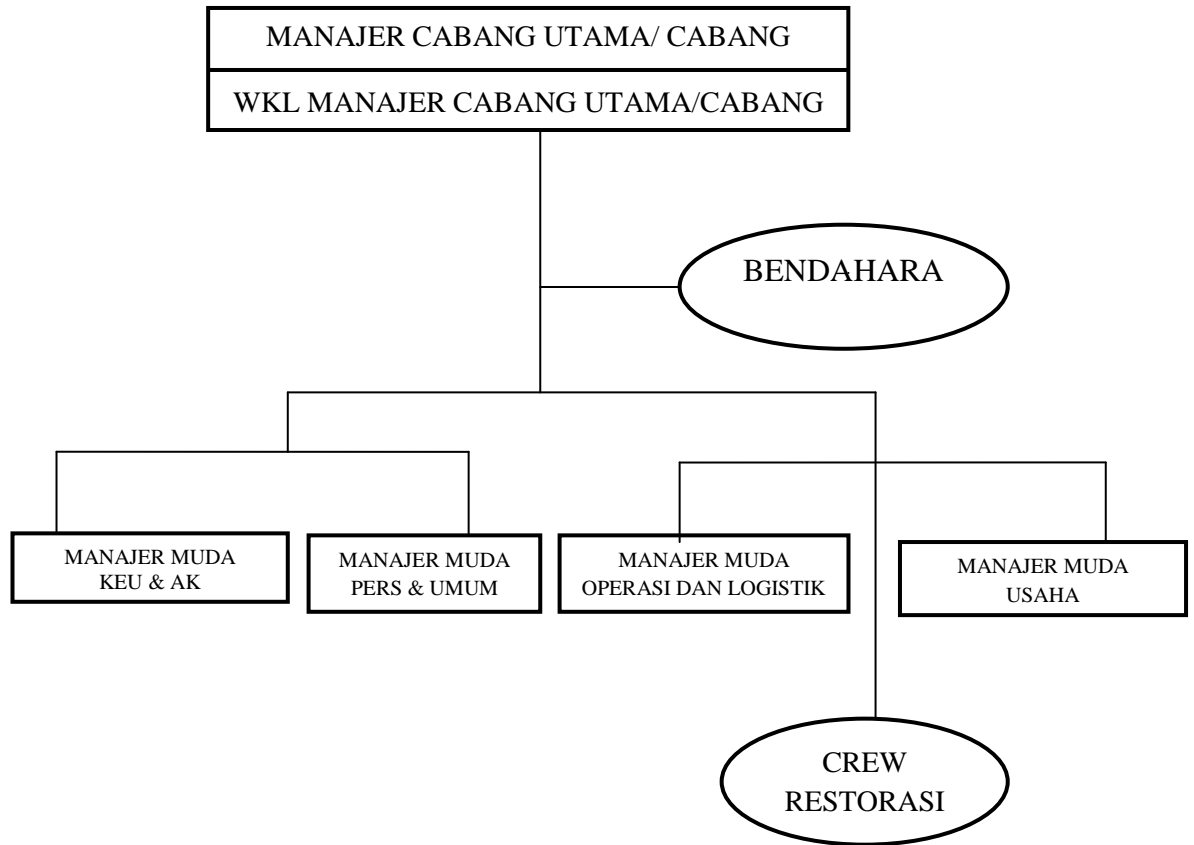 MANAJER CABANG UTAMA/ CABANG
WKL MANAJER CABANG UTAMA/CABANG
BENDAHARA
MANAJER MUDA
KEU & AK
MANAJER MUDA
PERS & UMUM
MANAJER MUDA
OPERASI DAN LOGISTIK
MANAJER MUDA
USAHA
CREW
RESTORASI